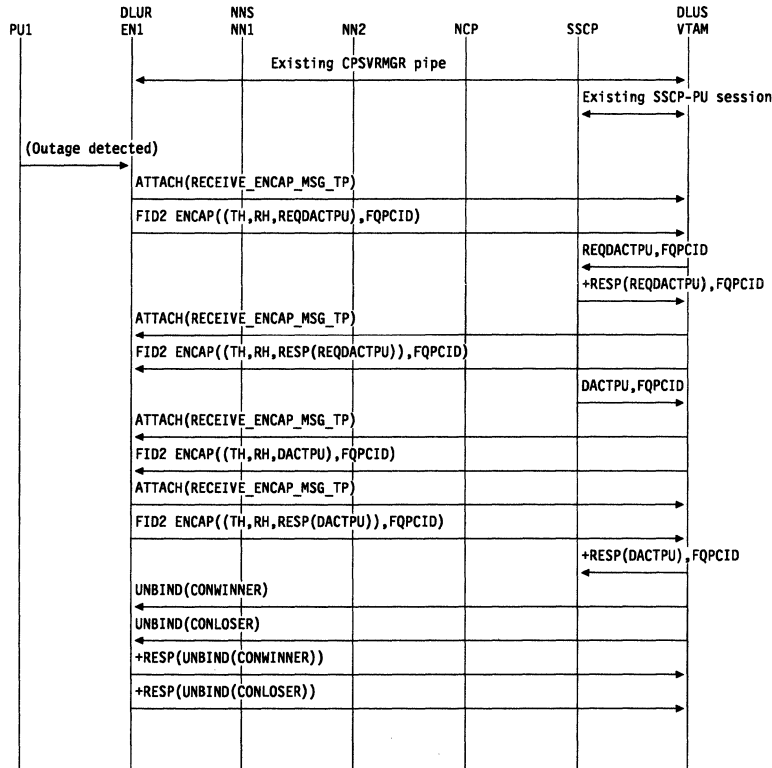 DLUR NNS DLUS
PU1 EN1 NN1 NN2 NCP SSCP VTAM
Existing CPSVRMGR pipe
Existing SSCP-PU session
(Outage detected)
ATTACH(RECEIVE_ENCAP_MSG_TP)
FID2 ENCAP((TH,RH,REQDACTPU),FQPCID)
REQDACTPU,FQPCID
+RESP(REQDACTPU),FQPCID
ATTACH(RECEIVE_ENCAP_MSG_TP)
FID2 ENCAP((TH,RH,RESP(REQDACTPU)),FQPCID)
DACTPU,FQPCID
ATTACH(RECEIVE_ENCAP_MSG_TP)
FID2 ENCAP((TH,RH,DACTPU),FQPCID)
ATTACH(RECEIVE_ENCAP_MSG_TP)
FID2 ENCAP((TH,RH,RESP(DACTPU)),FQPCID)
+RESP(DACTPU),FQPCID
UNBIND(CONWINNER)
UNBIND(CONLOSER)
+RESP(UNBIND(CONWINNER))
+RESP(UNBIND(CONLOSER))